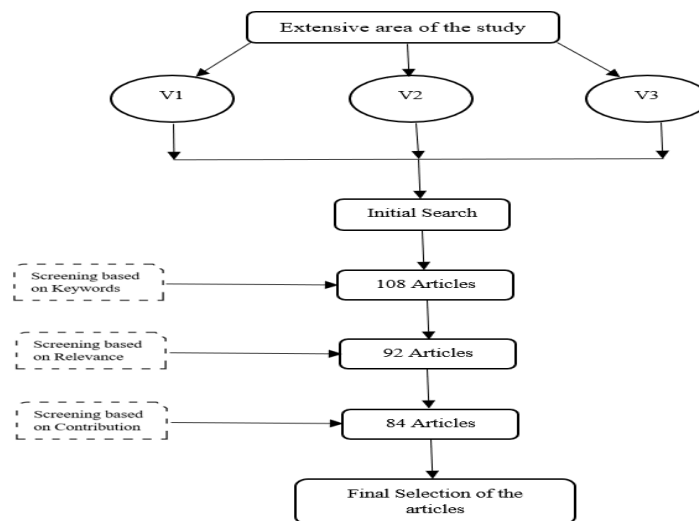 Extensive area of the study
V1
V2
V3
Initial Search
Screening based
on Keywords
108 Articles
Screening based
on Relevance
92 Articles
Screening based
on Contribution
84 Articles
Final Selection of the
articles